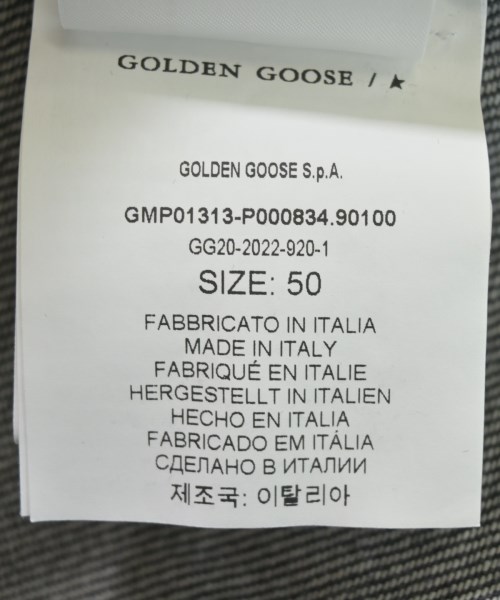 GOLDEN GOOSE / ★
GOLDEN GOOSE S.p.A.
GMP01313-P000834.90100
GG20-2022-920-1
SIZE: 50
FABBRICATO IN ITALIA
MADE IN ITALY
FABRIQUÉ EN ITALIE
HERGESTELLT IN ITALIEN
HECHO EN ITALIA
FABRICADO EM ITÁLIA
СДЕЛАНО В ИТАЛИИ
제조국: 이탈리아